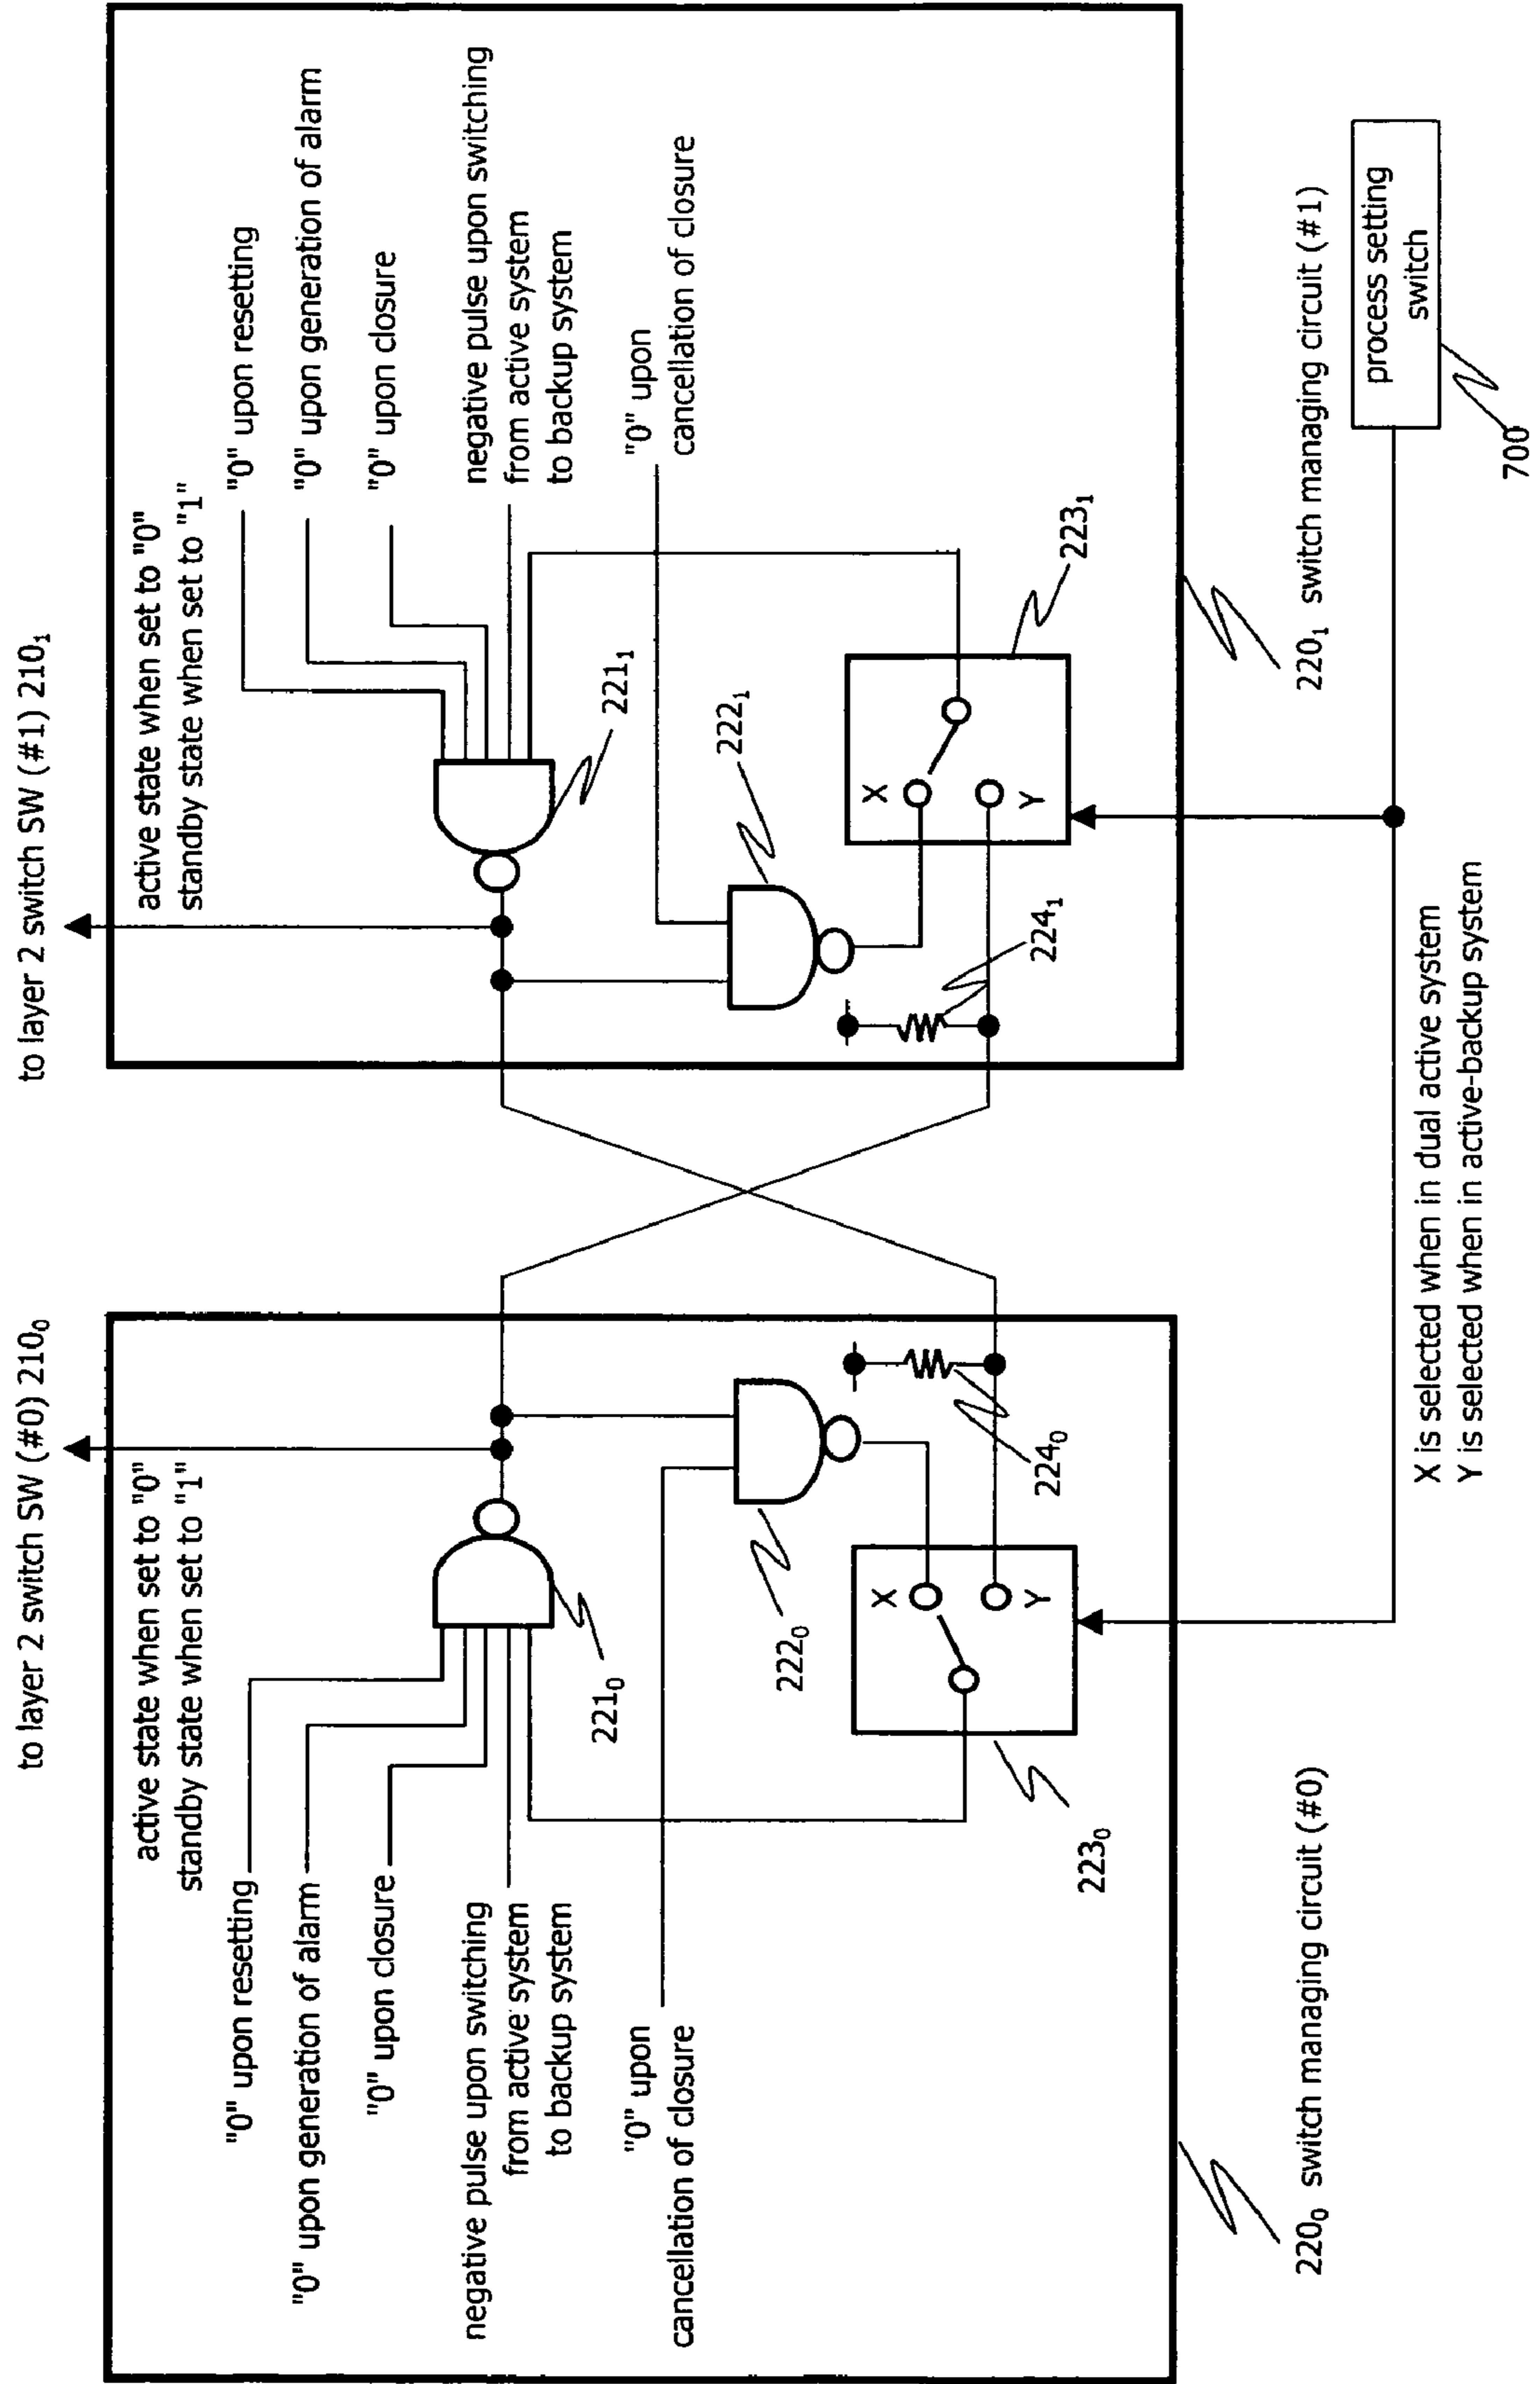 to layer 2 switch SW (#0) 210₀
active state when set to "0"
standby state when set to "1"
"0" upon resetting
"0" upon generation of alarm
"0" upon closure
negative pulse upon switching
from active system
to backup system
"0" upon
cancellation of closure
221₀
222₀
X
Y
224₀
223₀
220₀ switch managing circuit (#0)
to layer 2 switch SW (#1) 210₁
active state when set to "0"
standby state when set to "1"
"0" upon resetting
"0" upon generation of alarm
"0" upon closure
negative pulse upon switching
from active system
to backup system
"0" upon
cancellation of closure
221₁
222₁
X
Y
224₁
223₁
220₁ switch managing circuit (#1)
process setting
switch
700
X is selected when in dual active system
Y is selected when in active-backup system